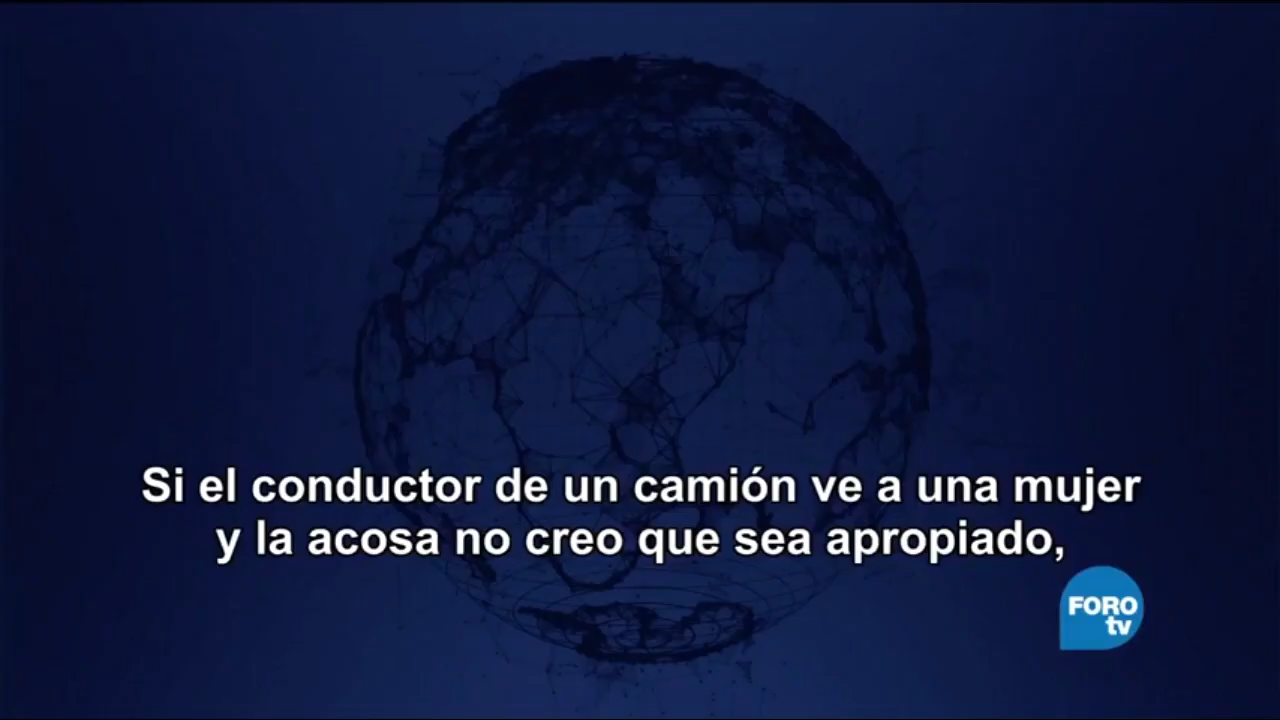 Si el conductor de un camión ve a una mujer
y la acosa no creo que sea apropiado,
FORO
tv